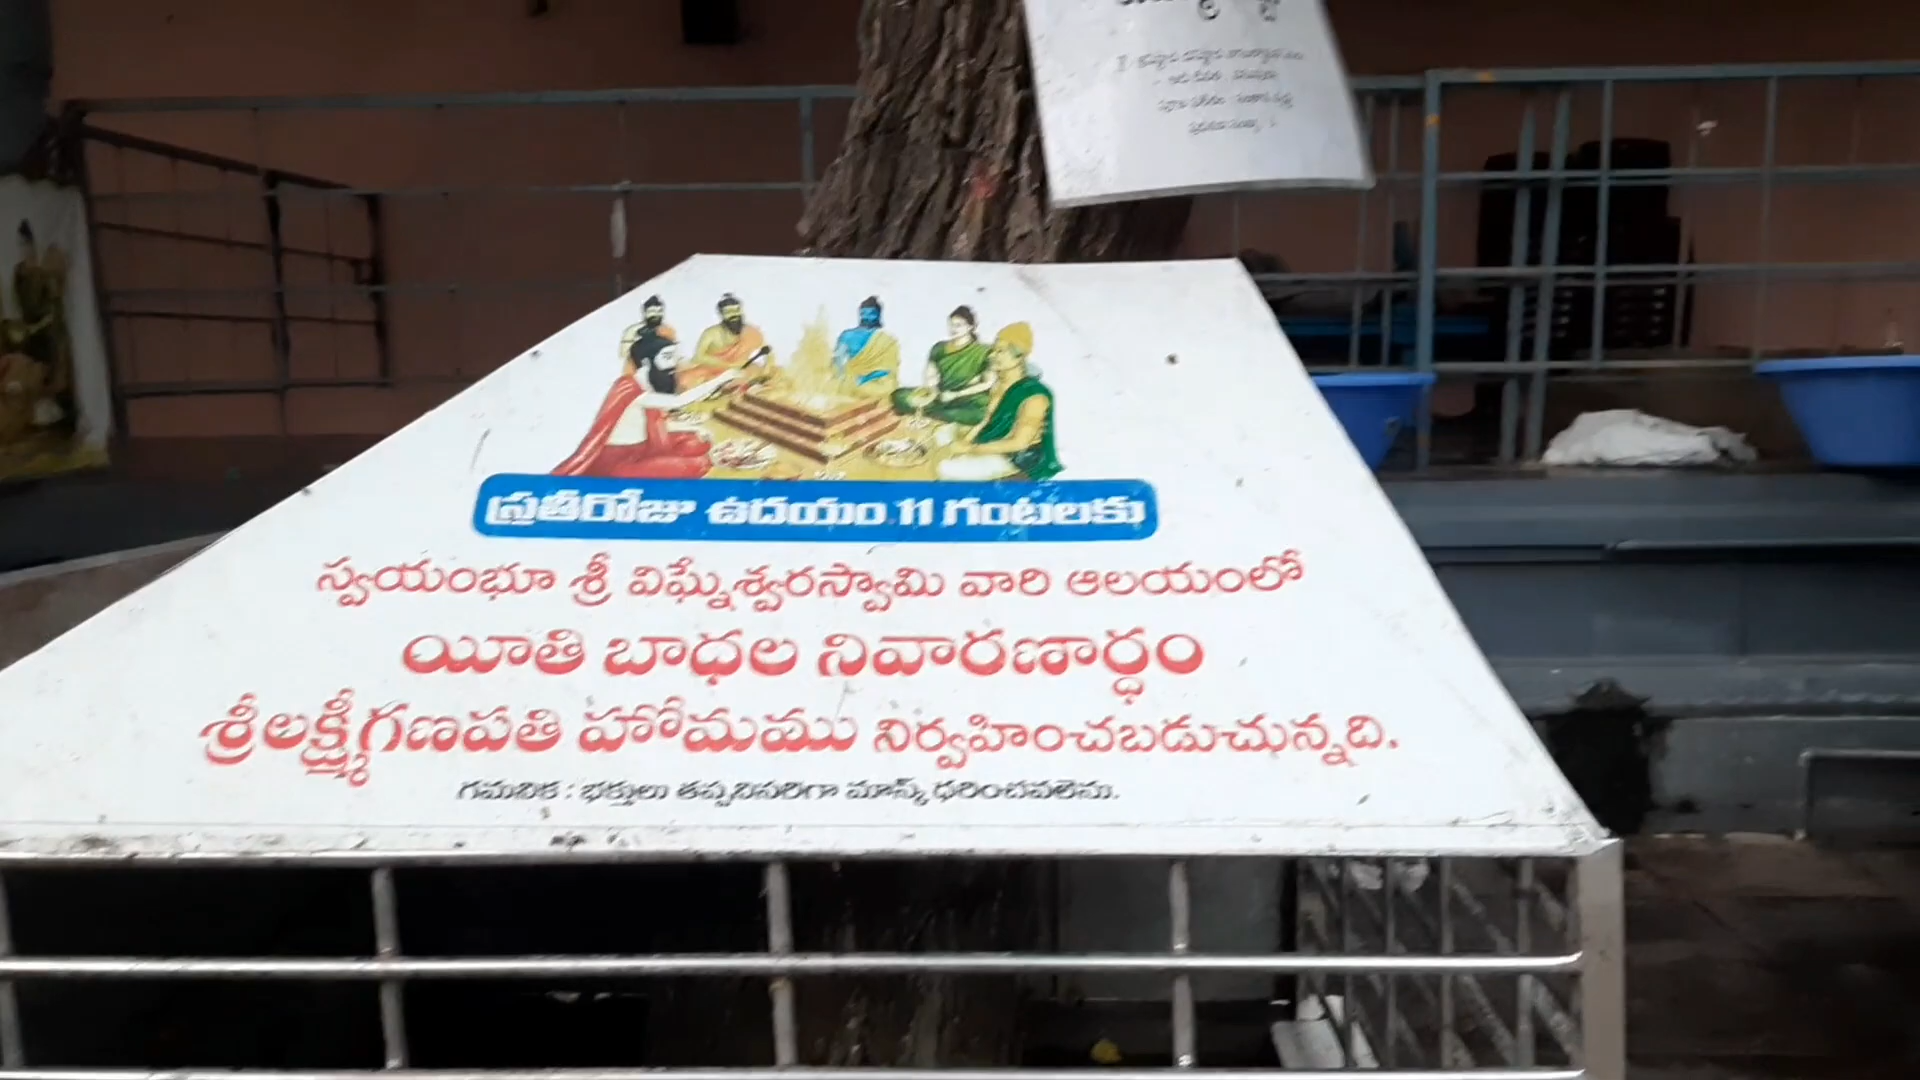 ప్రతీరోజు ఉదయం 11 గంటలకు
స్వయంభూ శ్రీ విఘ్నేశ్వరస్వామి వారి ఆలయంలో
యీతి బాధల నివారణార్ధం
శ్రీలక్ష్మీగణపతి హోమము నిర్వహించబడుచున్నది.
గమనిక : భక్తులు తప్పనిసరిగా మాస్క్ ధరించవలెను.